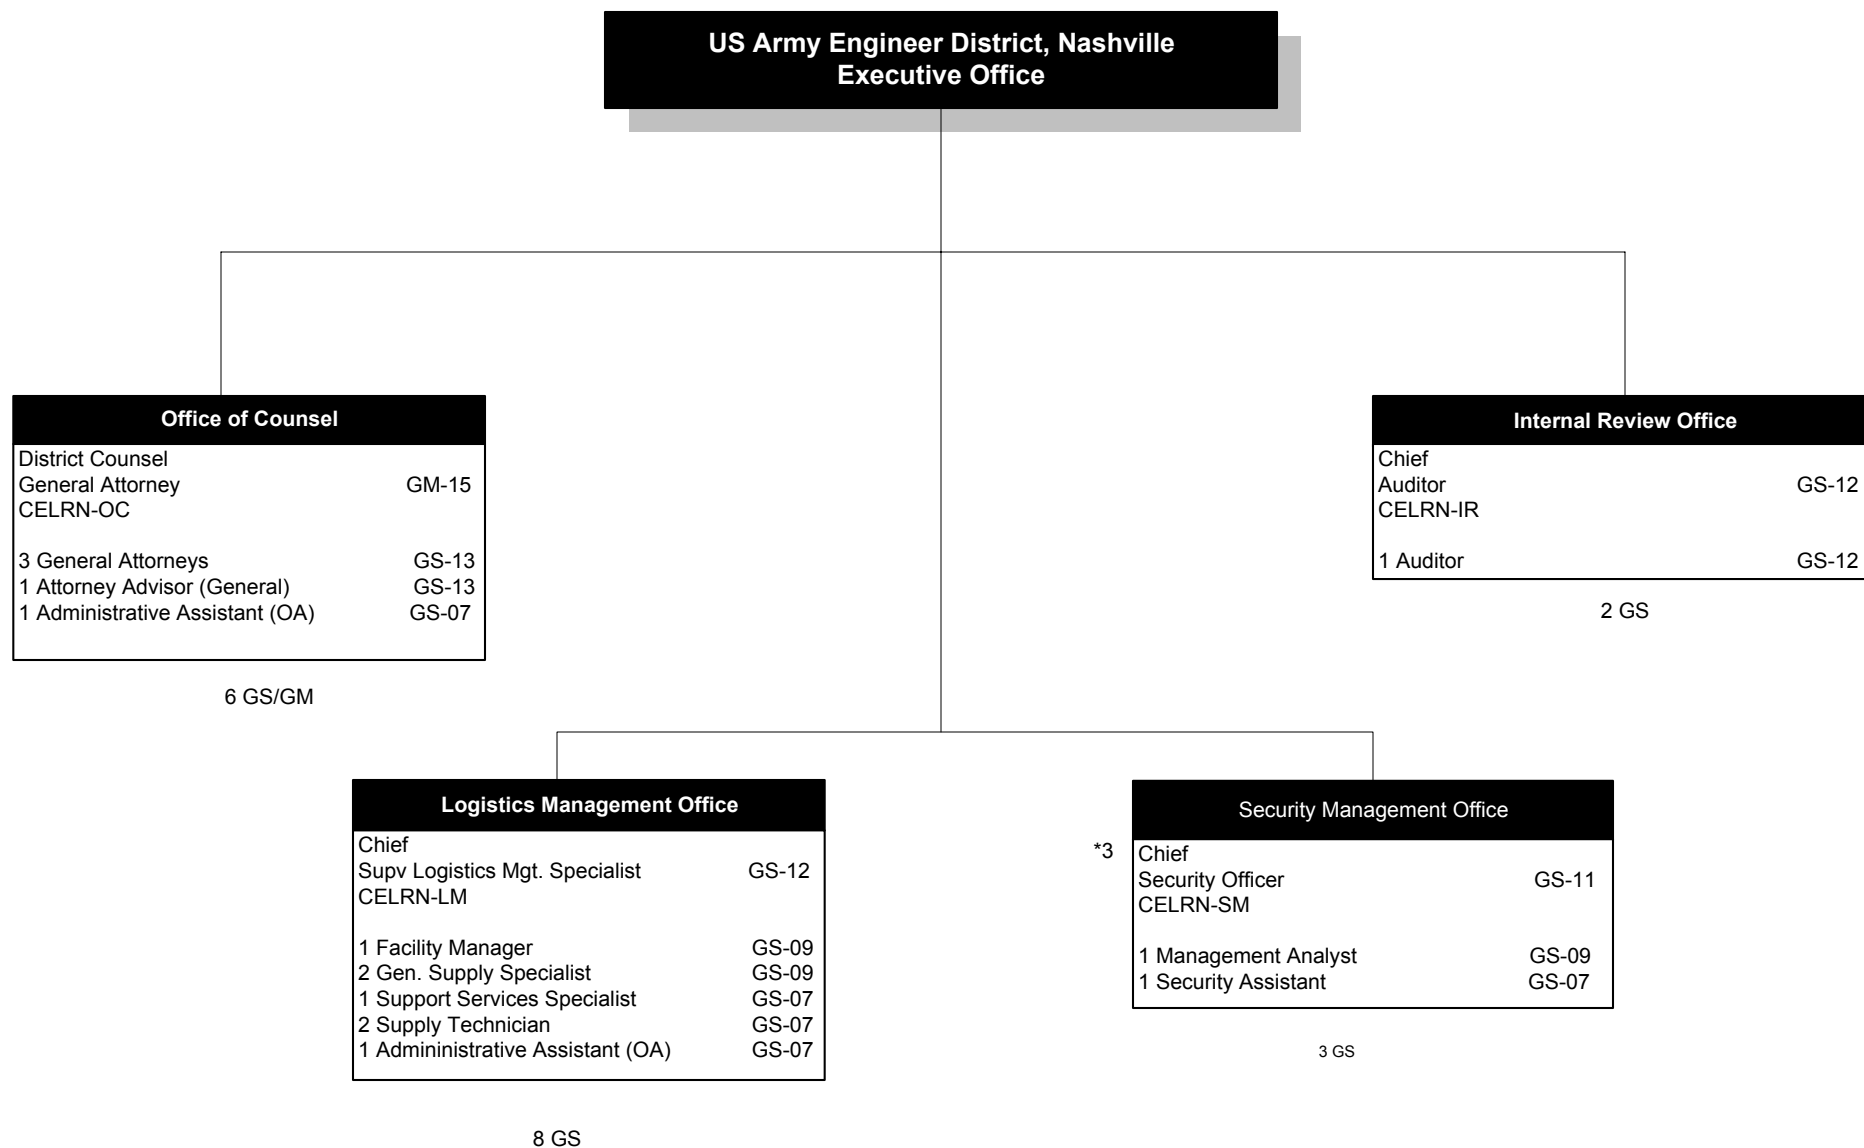 US Army Engineer District, Nashville
Executive Office
Office of Counsel
District Counsel
General Attorney GM-15
CELRN-OC
3 General Attorneys GS-13
1 Attorney Advisor (General) GS-13
1 Administrative Assistant (OA) GS-07
6 GS/GM
Internal Review Office
Chief
Auditor GS-12
CELRN-IR
1 Auditor GS-12
2 GS
Logistics Management Office
Chief
Supv Logistics Mgt. Specialist GS-12
CELRN-LM
1 Facility Manager GS-09
2 Gen. Supply Specialist GS-09
1 Support Services Specialist GS-07
2 Supply Technician GS-07
1 Admininistrative Assistant (OA) GS-07
8 GS
Security Management Office
*3 Chief
Security Officer GS-11
CELRN-SM
1 Management Analyst GS-09
1 Security Assistant GS-07
3 GS